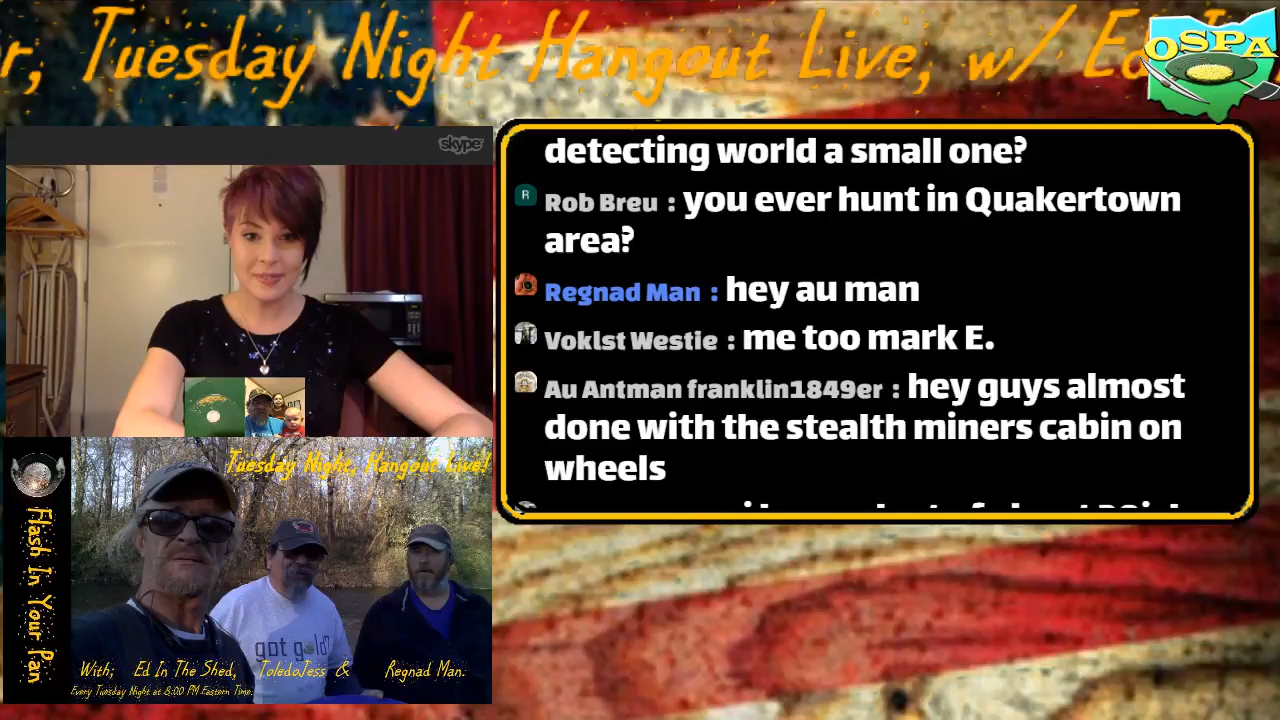 r, Tuesday Night Hangout Live, w/ Ed
OSPA
skype
detecting world a small one?
R Rob Breu : you ever hunt in Quakertown
area?
Regnad Man : hey au man
Voklst Westie : me too mark E.
Au Antman franklin1849er : hey guys almost
done with the stealth miners cabin on
wheels
Tuesday Night, Hangout Live!
Flash In Your Pan
got gold?
With; Ed In The Shed, ToledoJess & Regnad Man.
Every Tuesday Night at 8:00 PM Eastern Time.